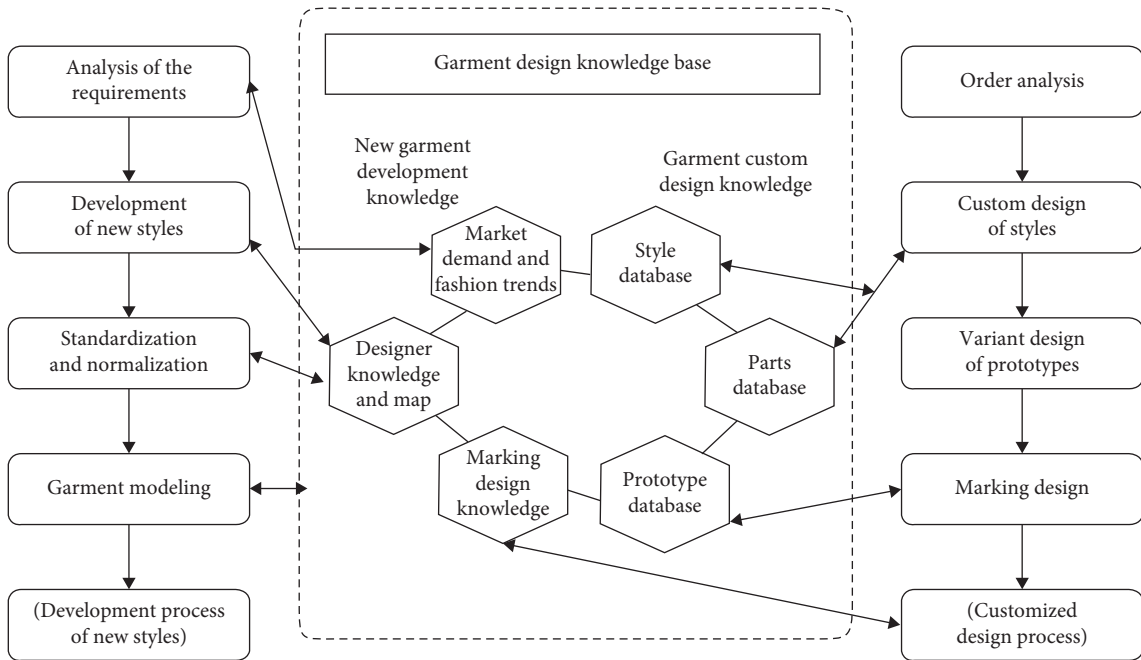 Analysis of the
requirements
Development
of new styles
Standardization
and normalization
Garment modeling
(Development process
of new styles)
Garment design knowledge base
New garment
development
knowledge
Garment custom
design knowledge
Market
demand and
fashion trends
Style
database
Designer
knowledge
and map
Parts
database
Marking
design
knowledge
Prototype
database
Order analysis
Custom design
of styles
Variant design
of prototypes
Marking design
(Customized
design process)